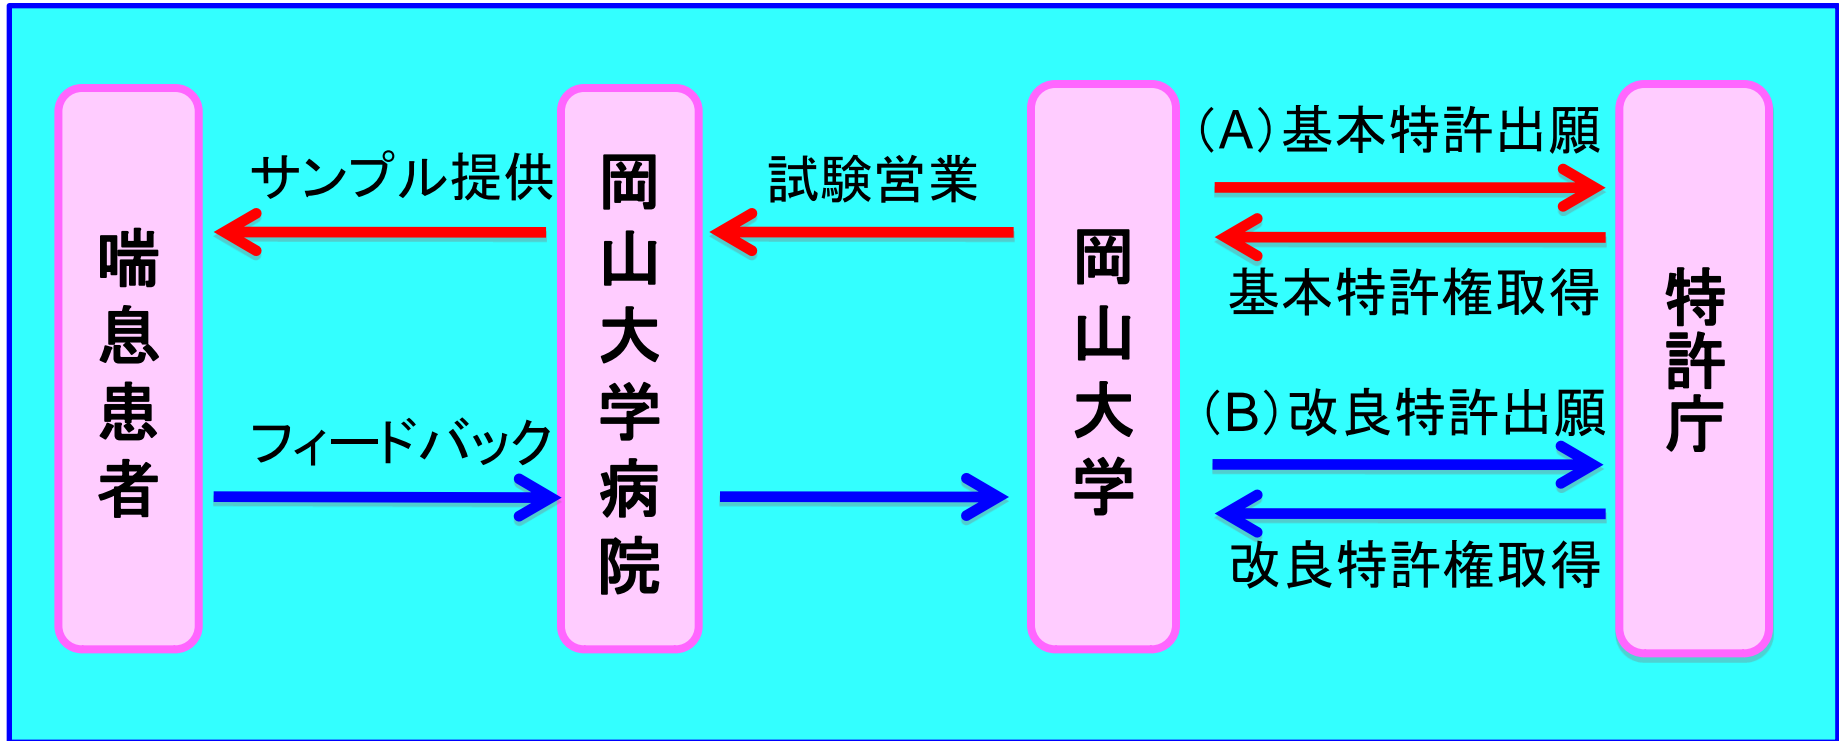 喘息患者
サンプル提供
フィードバック
岡山大学病院
試験営業
岡山大学
(A)基本特許出願
基本特許権取得
(B)改良特許出願
改良特許権取得
特許庁